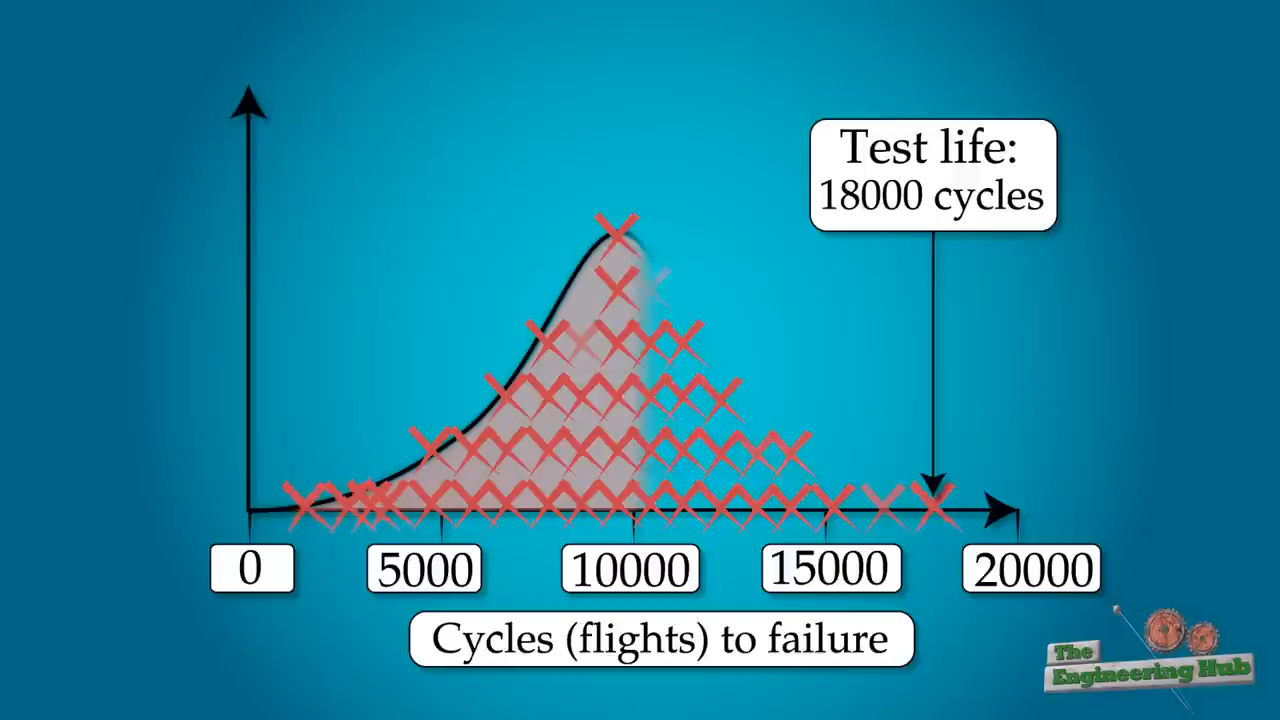 Test life:
18000 cycles
0
5000
10000
15000
20000
Cycles (flights) to failure
The
Engineering Hub